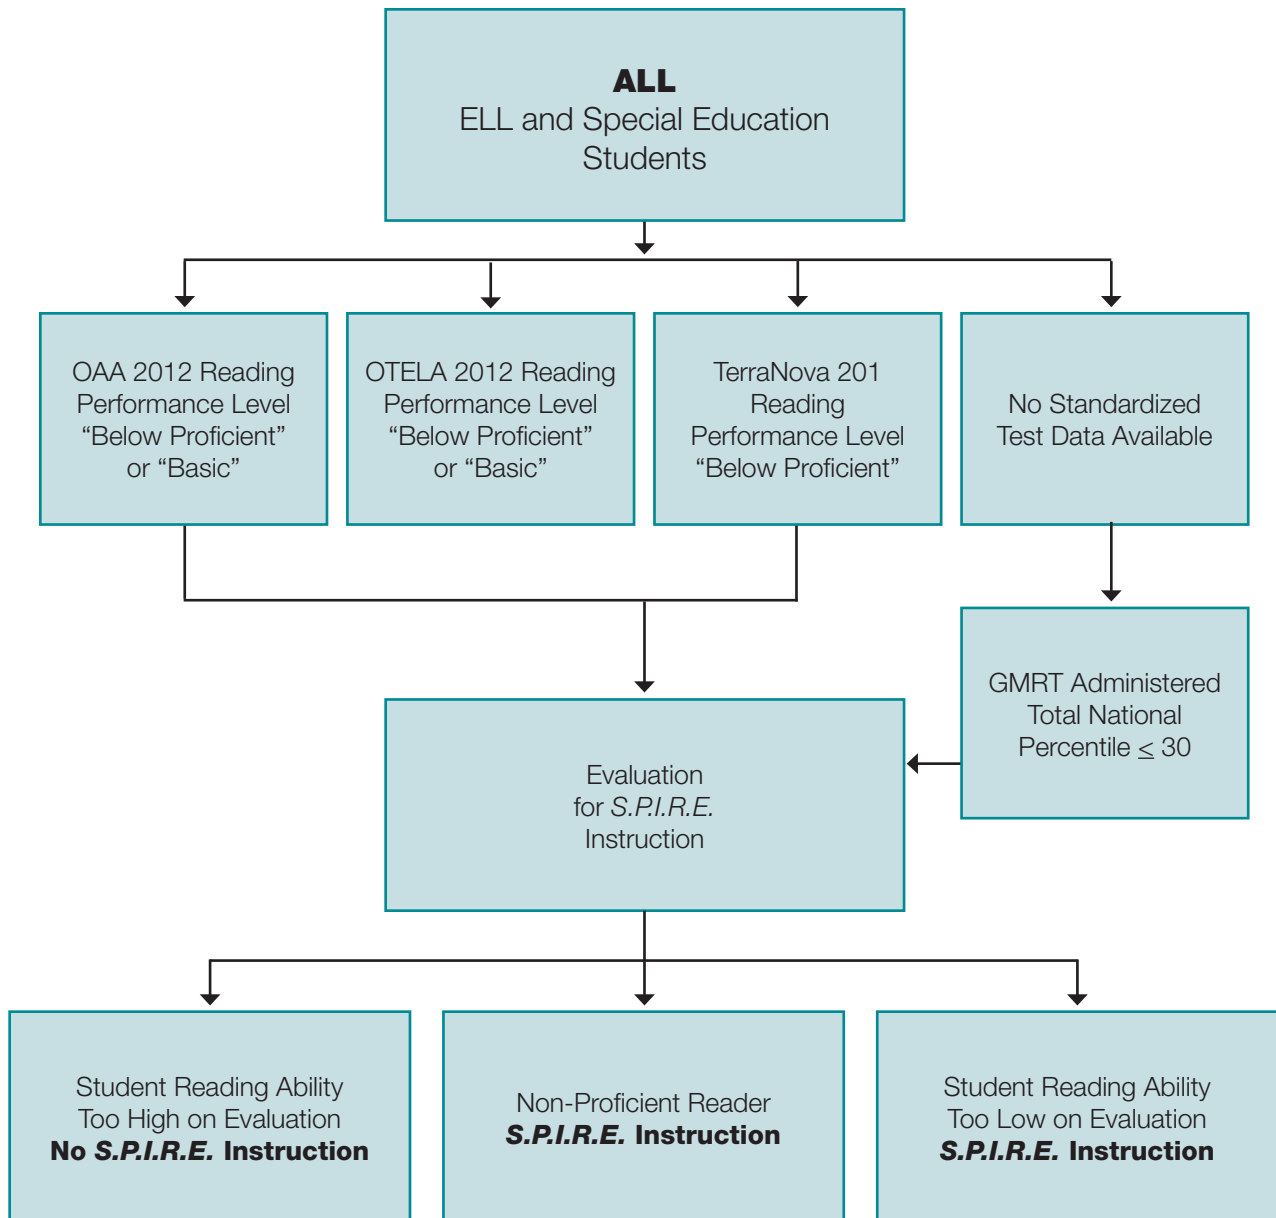 ALL
ELL and Special Education
Students
OAA 2012 Reading
Performance Level
“Below Proficient”
or “Basic”
OTELA 2012 Reading
Performance Level
“Below Proficient”
or “Basic”
TerraNova 201
Reading
Performance Level
“Below Proficient”
No Standardized
Test Data Available
GMRT Administered
Total National
Percentile ≤ 30
Evaluation
for S.P.I.R.E.
Instruction
Student Reading Ability
Too High on Evaluation
No S.P.I.R.E. Instruction
Non-Proficient Reader
S.P.I.R.E. Instruction
Student Reading Ability
Too Low on Evaluation
S.P.I.R.E. Instruction